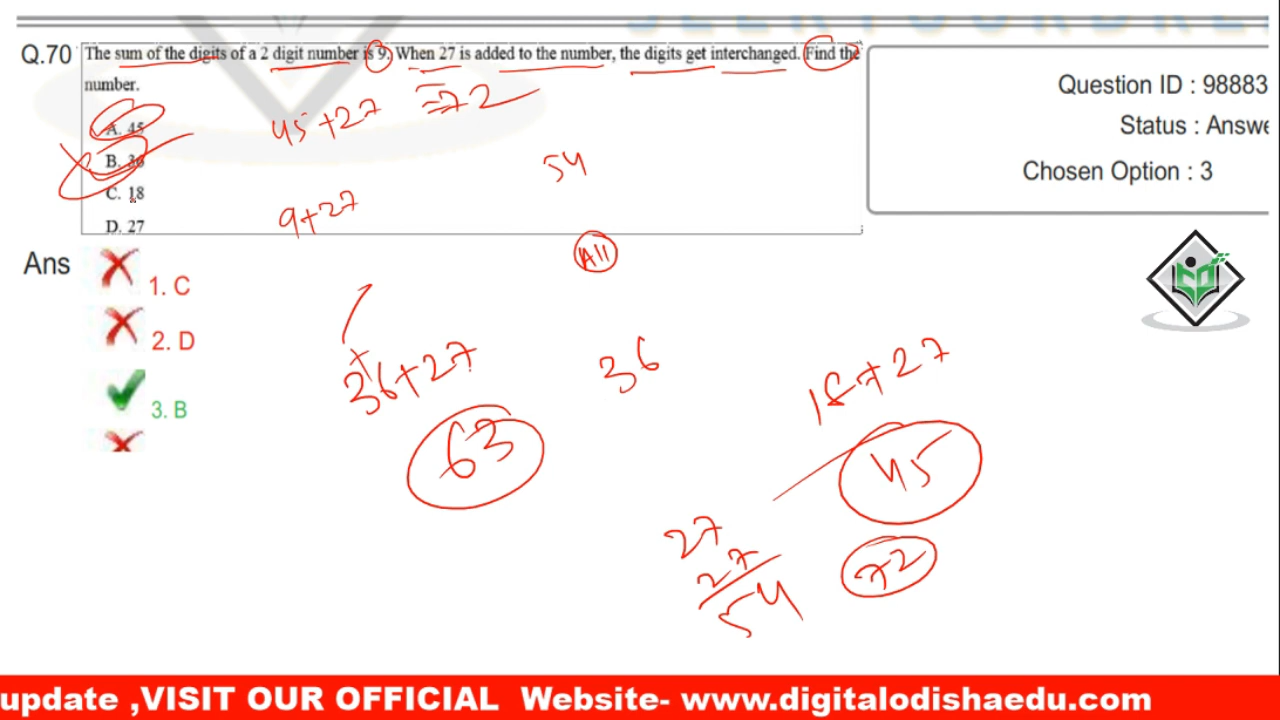 Q.70 The sum of the digits of a 2 digit number is 9. When 27 is added to the number, the digits get interchanged. Find the
number.
A. 45
B. 36
C. 18
D. 27
45+27 =72
54
9+27
All
Question ID : 98883
Status : Answe
Chosen Option : 3
Ans
1. C
2. D
3. B
36+27
63
36
18+27
45
27
27
54
72
update ,VISIT OUR OFFICIAL Website- www.digitalodishaedu.com